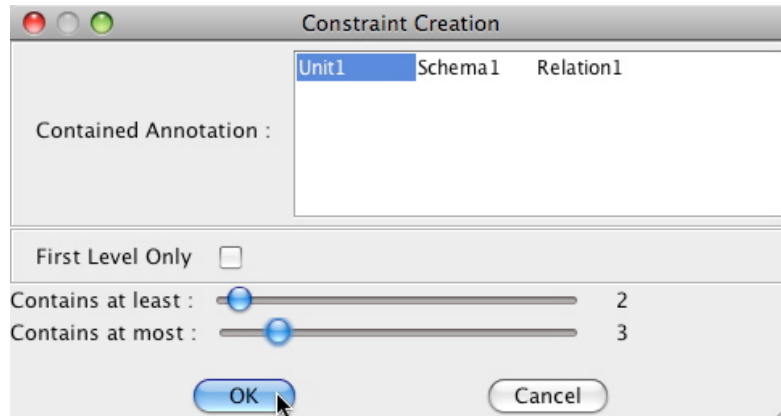 Constraint Creation
Unit1 Schema1 Relation1
Contained Annotation :
First Level Only
Contains at least : 2
Contains at most : 3
OK Cancel